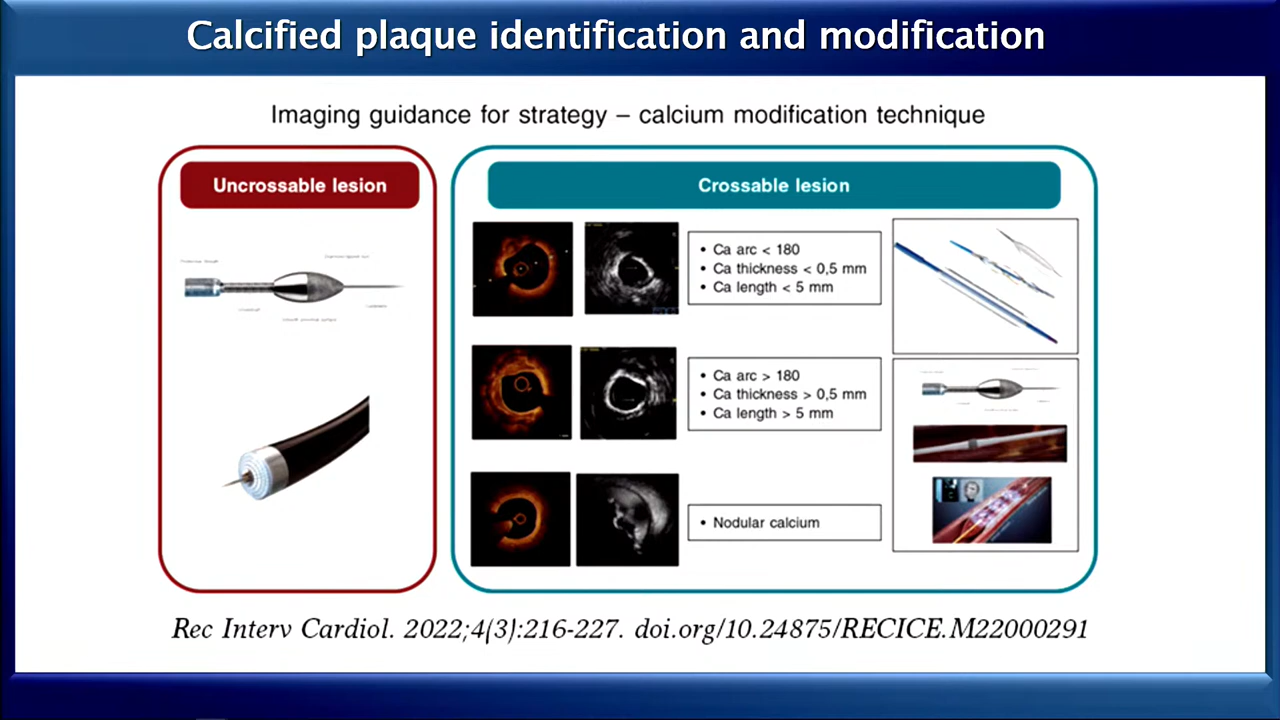 Calcified plaque identification and modification
Imaging guidance for strategy – calcium modification technique
Uncrossable lesion
Crossable lesion
• Ca arc < 180
• Ca thickness < 0,5 mm
• Ca length < 5 mm
• Ca arc > 180
• Ca thickness > 0,5 mm
• Ca length > 5 mm
• Nodular calcium
Rec Interv Cardiol. 2022;4(3):216-227. doi.org/10.24875/RECICE.M22000291